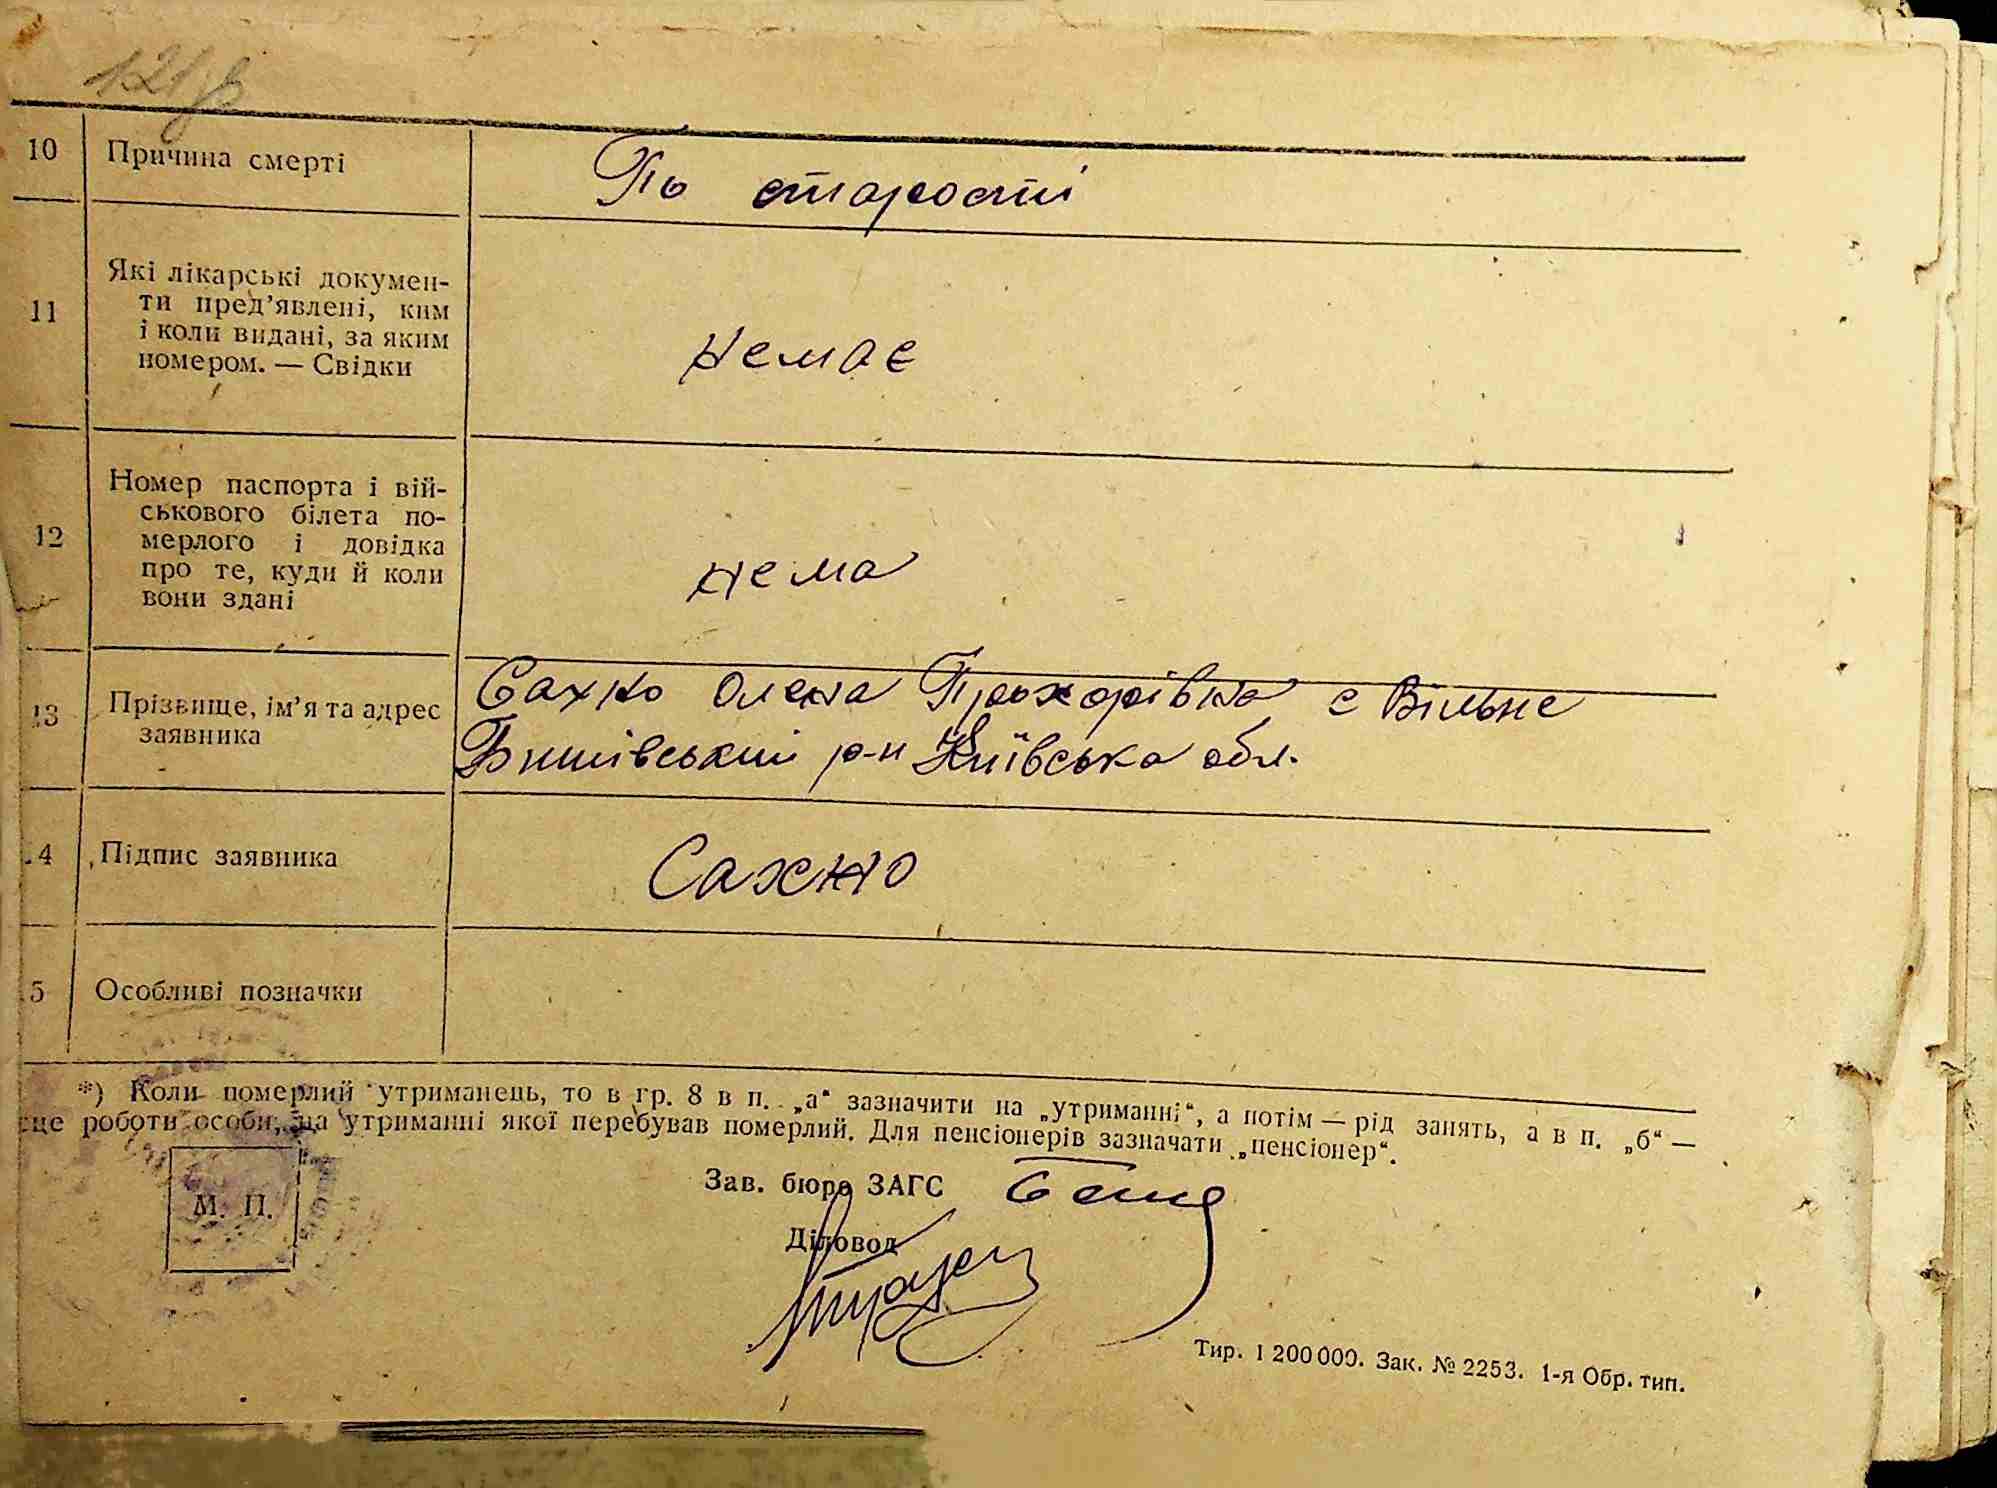 10 Причина смерті По старості
Які лікарські докумен-
ти пред’явлені, ким
11 і коли видані, за яким немає
номером. — Свідки
Номер паспорта і вій-
ськового білета по-
12 мерлого і довідка
про те, куди й коли нема
вони здані
13 Прізвище, ім’я та адрес Сахно Олена Прохорівна с Вільне
заявника Бишівський р-н Київська обл.
4 Підпис заявника Сахно
5 Особливі позначки
*) Коли померлий утриманець, то в гр. 8 в п. „а“ зазначити на „утриманні“, а потім — рід занять, а в п. „б“ —
це роботи особи, на утриманні якої перебував померлий. Для пенсіонерів зазначати „пенсіонер“.
Зав. бюро ЗАГС
М. П.
Діловод
Тир. 1 200 000. Зак. № 2253. 1-я Обр. тип.